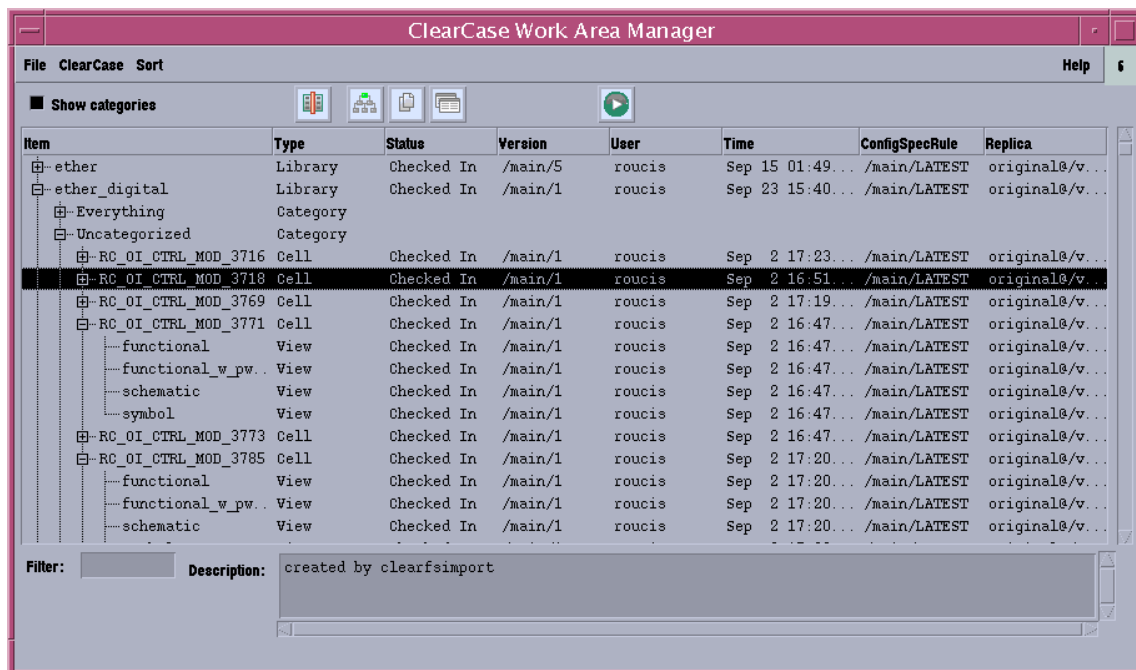 ClearCase Work Area Manager
File ClearCase Sort Help 6
Show categories
Item Type Status Version User Time ConfigSpecRule Replica
ether Library Checked In /main/5 roucis Sep 15 01:49... /main/LATEST original@/v...
ether_digital Library Checked In /main/1 roucis Sep 23 15:40... /main/LATEST original@/v...
Everything Category
Uncategorized Category
RC_OI_CTRL_MOD_3716 Cell Checked In /main/1 roucis Sep 2 17:23... /main/LATEST original@/v...
RC_OI_CTRL_MOD_3718 Cell Checked In /main/1 roucis Sep 2 16:51... /main/LATEST original@/v...
RC_OI_CTRL_MOD_3769 Cell Checked In /main/1 roucis Sep 2 17:19... /main/LATEST original@/v...
RC_OI_CTRL_MOD_3771 Cell Checked In /main/1 roucis Sep 2 16:47... /main/LATEST original@/v...
functional View Checked In /main/1 roucis Sep 2 16:47... /main/LATEST original@/v...
functional_w_pw... View Checked In /main/1 roucis Sep 2 16:47... /main/LATEST original@/v...
schematic View Checked In /main/1 roucis Sep 2 16:47... /main/LATEST original@/v...
symbol View Checked In /main/1 roucis Sep 2 16:47... /main/LATEST original@/v...
RC_OI_CTRL_MOD_3773 Cell Checked In /main/1 roucis Sep 2 16:47... /main/LATEST original@/v...
RC_OI_CTRL_MOD_3785 Cell Checked In /main/1 roucis Sep 2 17:20... /main/LATEST original@/v...
functional View Checked In /main/1 roucis Sep 2 17:20... /main/LATEST original@/v...
functional_w_pw... View Checked In /main/1 roucis Sep 2 17:20... /main/LATEST original@/v...
schematic View Checked In /main/1 roucis Sep 2 17:20... /main/LATEST original@/v...
Filter: Description: created by clearfsimport